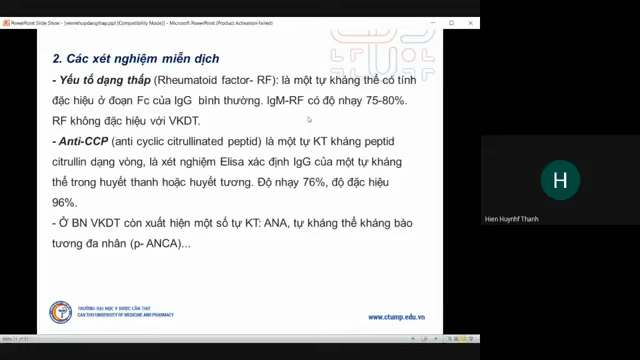 PowerPoint Slide Show - [viemkhopdangthap.ppt [Compatibility Mode]] - Microsoft PowerPoint (Product Activation Failed)
2. Các xét nghiệm miễn dịch
- Yếu tố dạng thấp (Rheumatoid factor- RF): là một tự kháng thể có tính
đặc hiệu ở đoạn Fc của IgG bình thường. IgM-RF có độ nhạy 75-80%.
RF không đặc hiệu với VKDT.
- Anti-CCP (anti cyclic citrullinated peptid) là một tự KT kháng peptid
citrullin dạng vòng, là xét nghiệm Elisa xác định IgG của một tự kháng
thể trong huyết thanh hoặc huyết tương. Độ nhạy 76%, độ đặc hiệu
96%.
- Ở BN VKDT còn xuất hiện một số tự KT: ANA, tự kháng thể kháng bào
tương đa nhân (p- ANCA)...
H
Hien Huynhf Thanh
TRƯỜNG ĐẠI HỌC Y DƯỢC CẦN THƠ
CAN THO UNIVERSITY OF MEDICINE AND PHARMACY
www.ctump.edu.vn